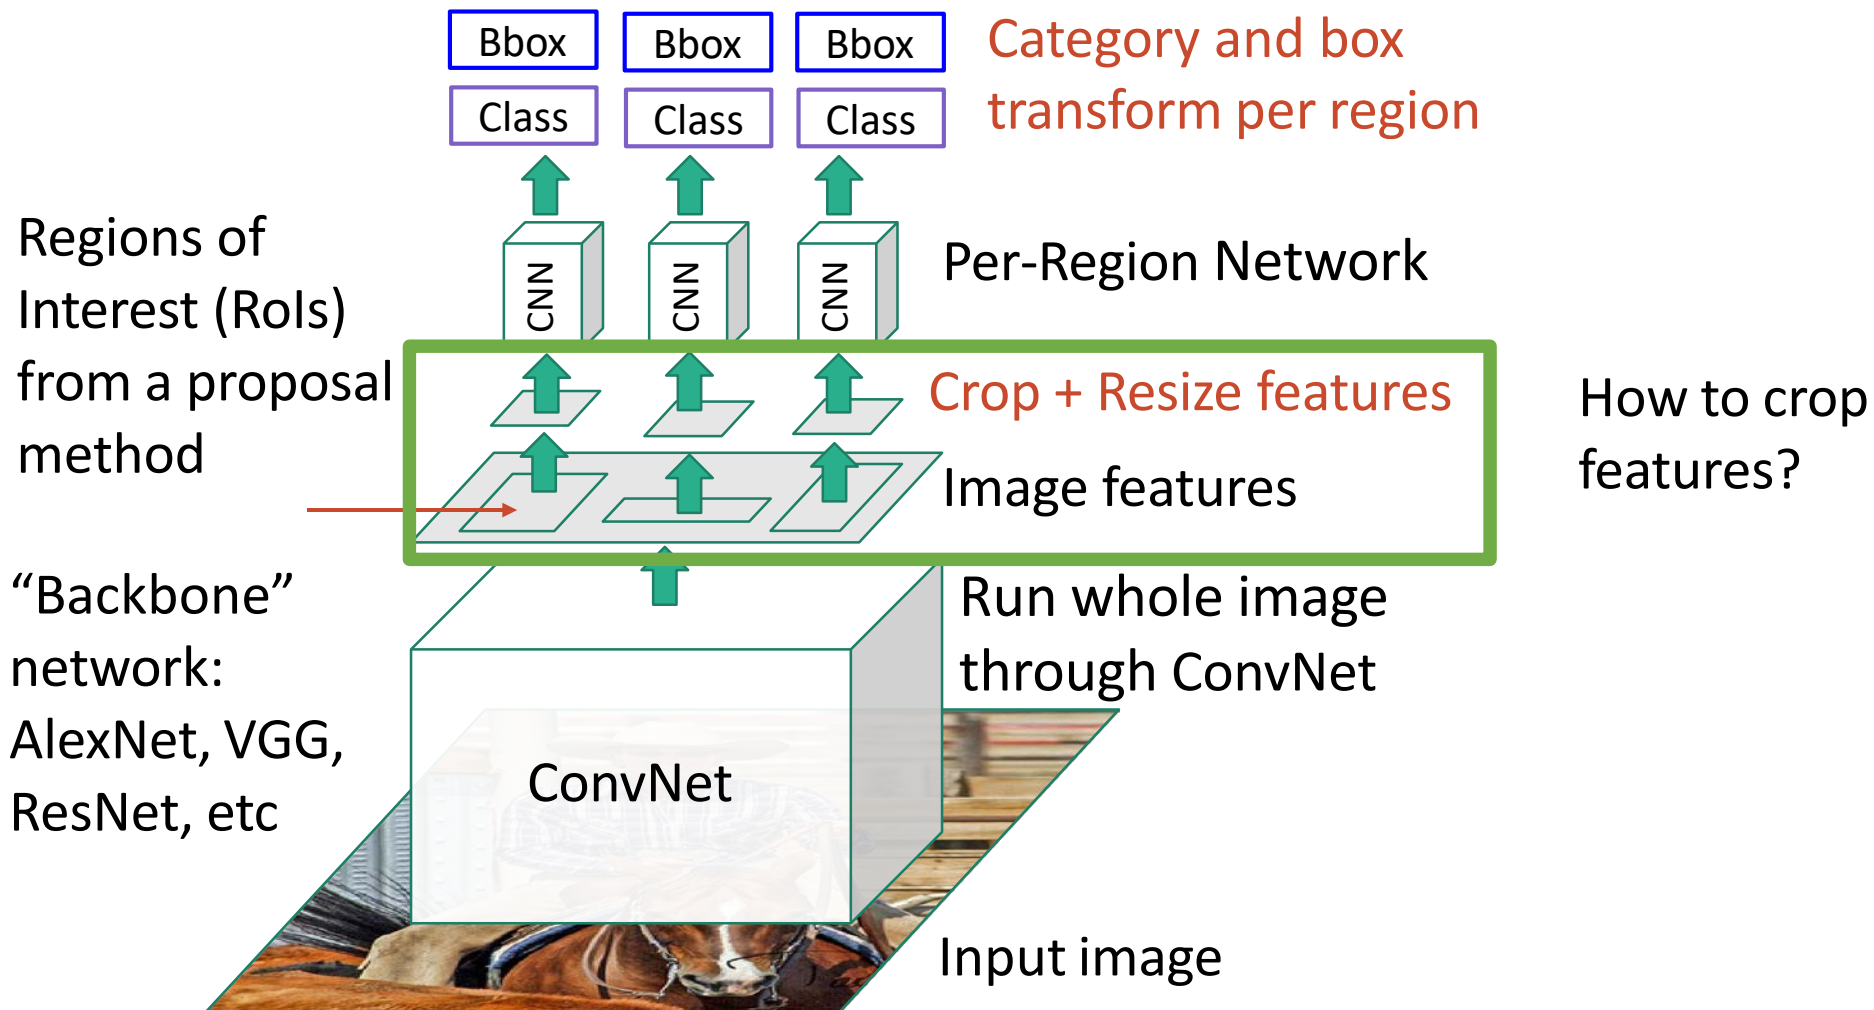 Bbox Bbox Bbox
Class Class Class
Category and box
transform per region
Regions of
Interest (RoIs)
from a proposal
method
CNN CNN CNN
Per-Region Network
Crop + Resize features
Image features
How to crop
features?
“Backbone”
network:
AlexNet, VGG,
ResNet, etc
Run whole image
through ConvNet
ConvNet
Input image